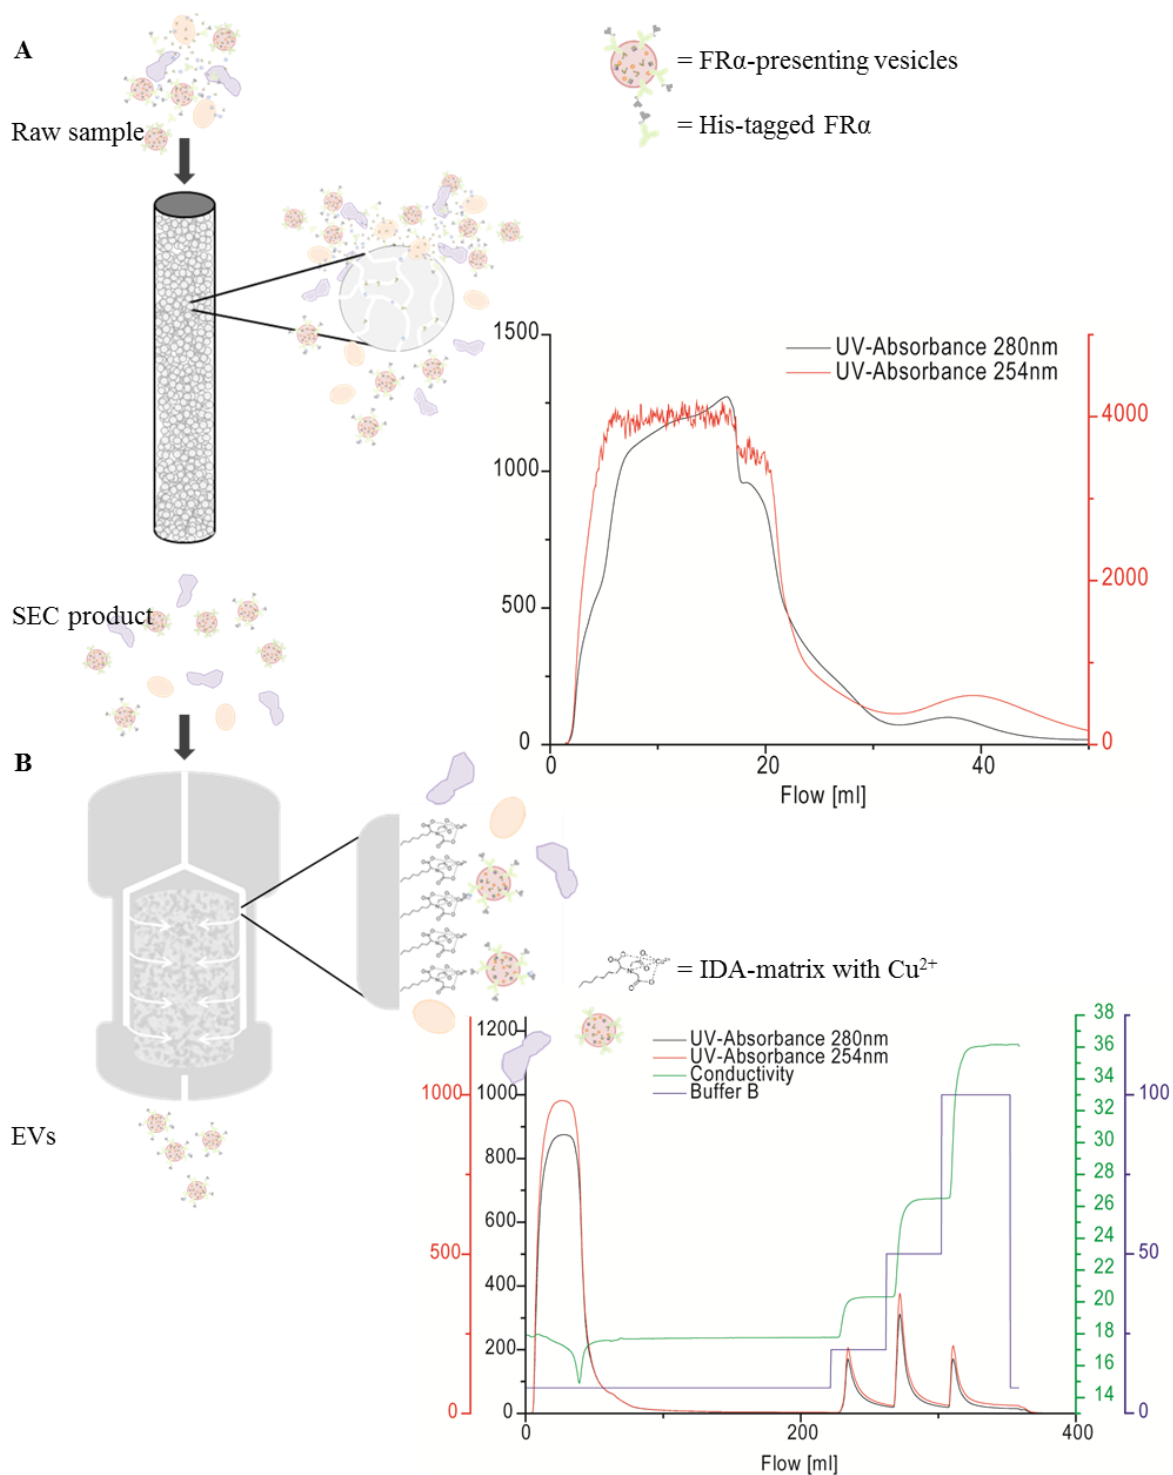 A
= FRα-presenting vesicles
= His-tagged FRα
Raw sample
1500
1000
500
0
UV-Absorbance 280nm
UV-Absorbance 254nm
4000
2000
0
0
20
40
Flow [ml]
SEC product
B
= IDA-matrix with Cu²⁺
EVs
1000
500
0
1200
1000
800
600
400
200
0
UV-Absorbance 280nm
UV-Absorbance 254nm
Conductivity
Buffer B
38
36
34
32
30
28
26
24
22
20
18
16
14
100
50
0
0
200
400
Flow [ml]